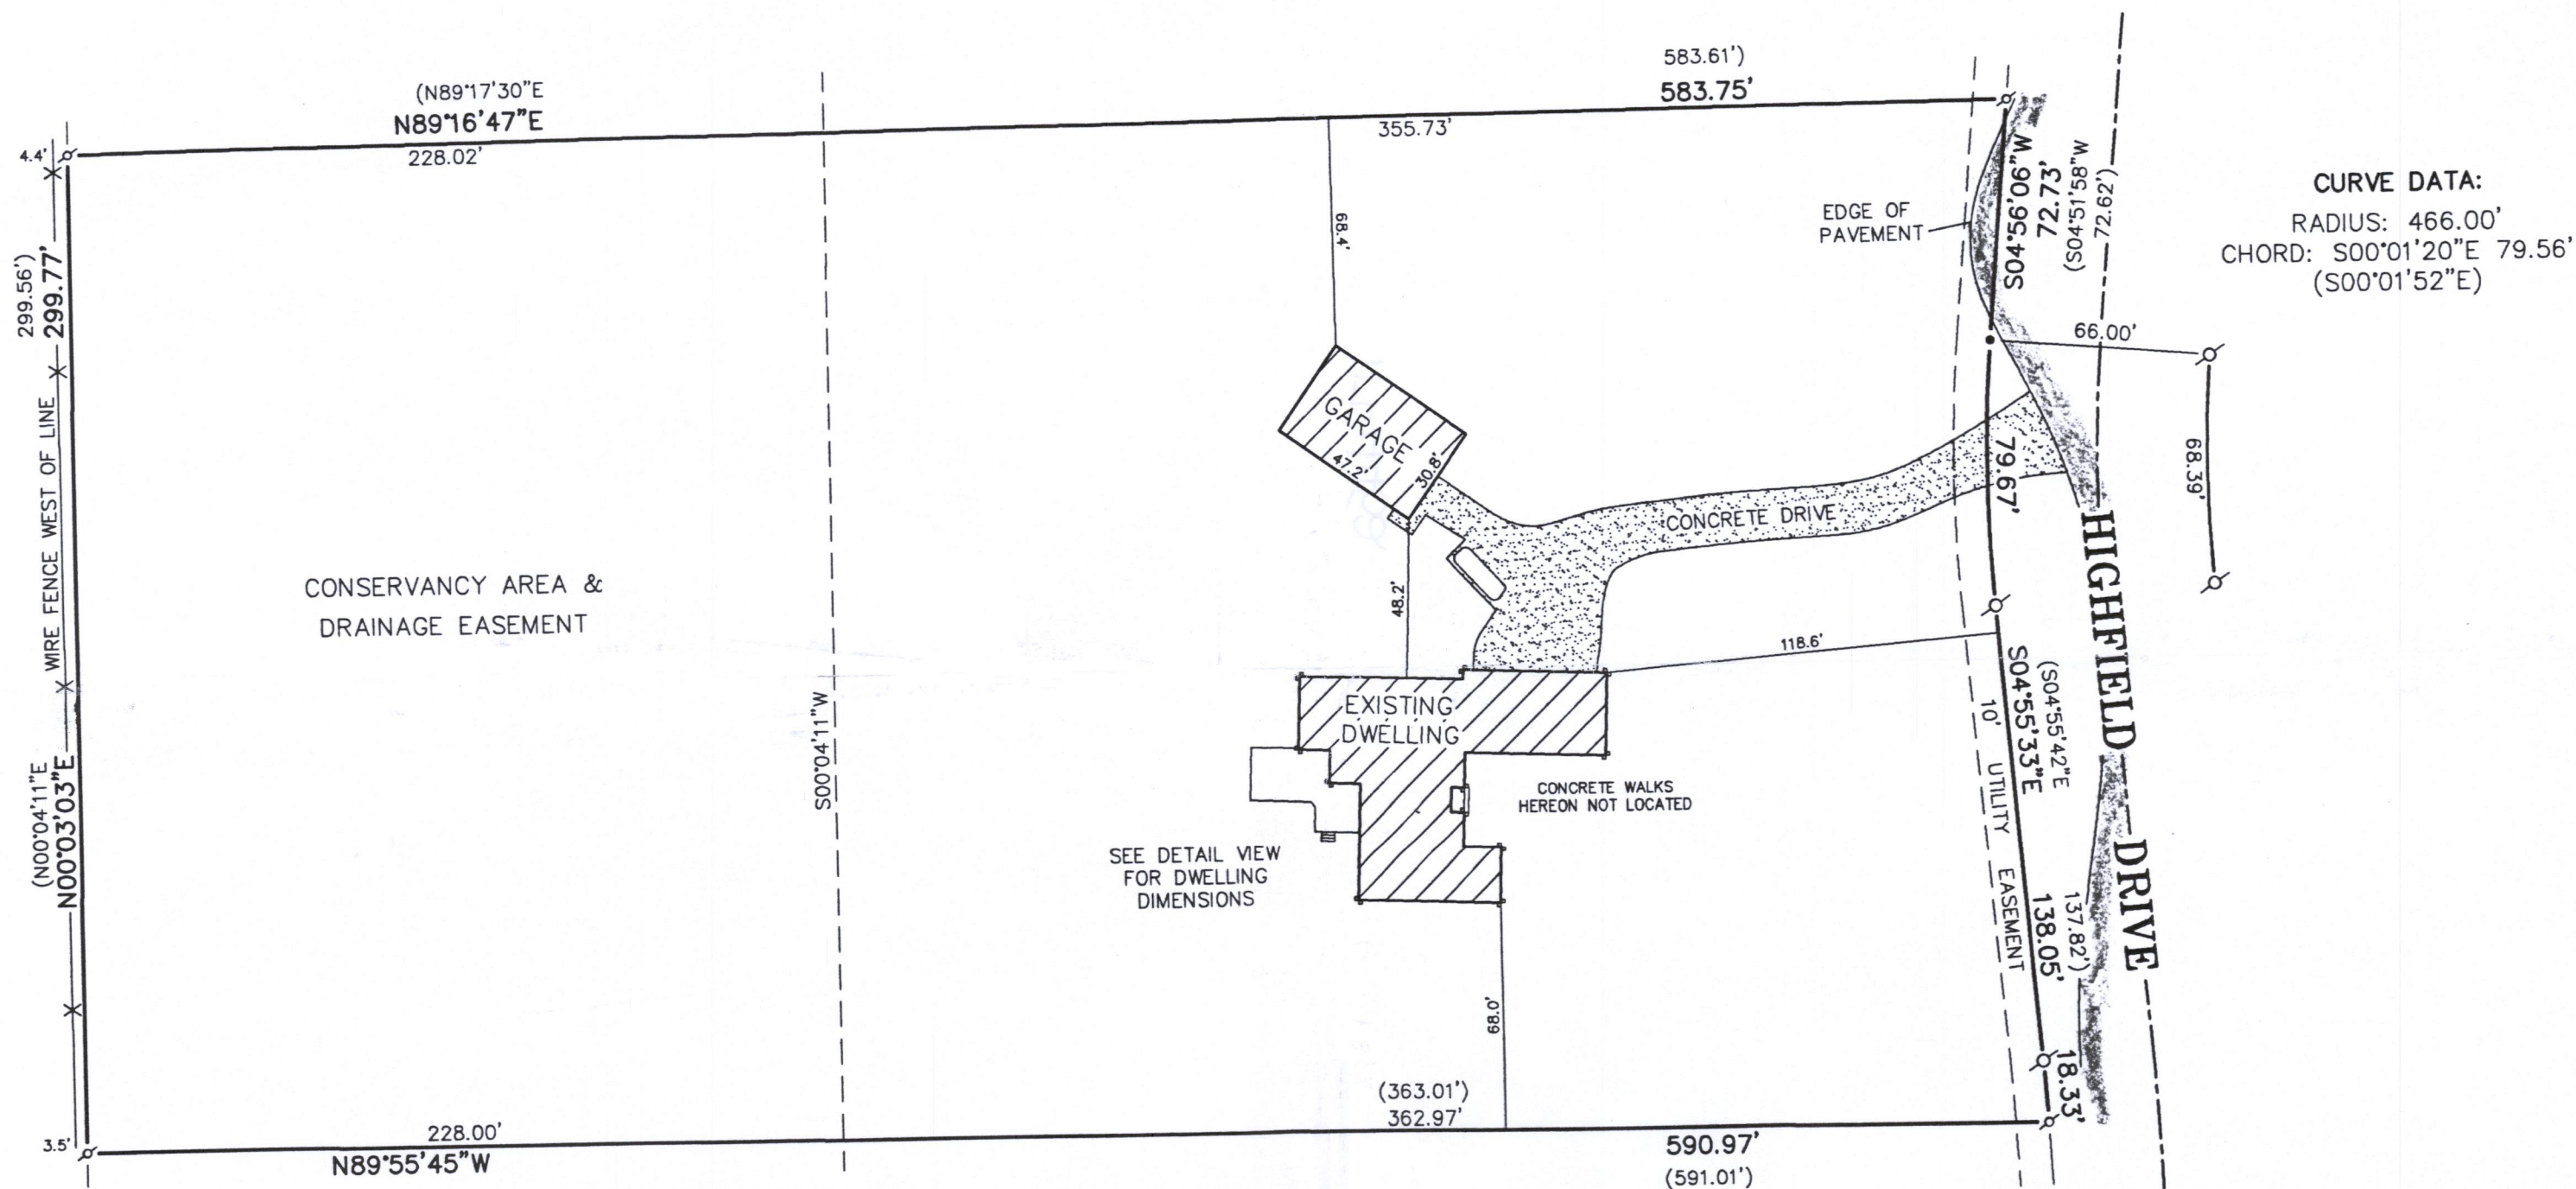 583.61')
583.75'
(N89°17'30"E
N89°16'47"E
228.02'
355.73'
4.4'
299.56')
299.77'
WIRE FENCE WEST OF LINE
(N00°04'11"E
N00°03'03"E
3.5'
CONSERVANCY AREA &
DRAINAGE EASEMENT
S00°04'11"W
68.4'
GARAGE
47.2'
30.8'
48.2'
CONCRETE DRIVE
EDGE OF
PAVEMENT
S04°56'06"W
72.73'
(S04°51'58"W
72.62')
CURVE DATA:
RADIUS: 466.00'
CHORD: S00°01'20"E 79.56'
(S00°01'52"E)
66.00'
68.39'
79.67'
HIGHFIELD DRIVE
118.6'
EXISTING
DWELLING
CONCRETE WALKS
HEREON NOT LOCATED
SEE DETAIL VIEW
FOR DWELLING
DIMENSIONS
10' UTILITY EASEMENT
S04°55'33"E
138.05'
(S04°55'42"E
137.82')
18.33'
68.0'
(363.01')
362.97'
228.00'
N89°55'45"W
590.97'
(591.01')